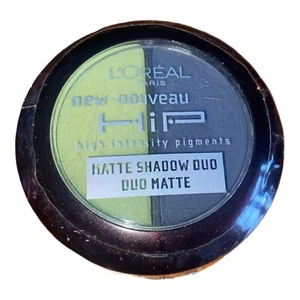 L'ORÉAL
PARIS
new-nouveau
HiP
high intensity pigments
MATTE SHADOW DUO
DUO MATTE